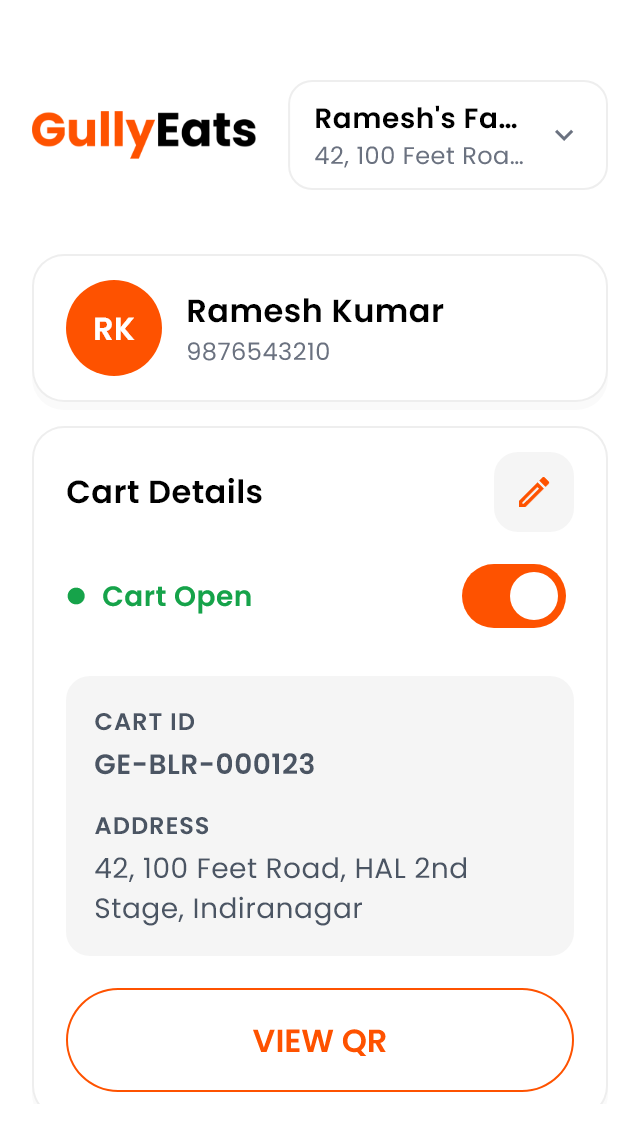 GullyEats
Ramesh's Fa...
42, 100 Feet Roa...
RK
Ramesh Kumar
9876543210
Cart Details
Cart Open
CART ID
GE-BLR-000123
ADDRESS
42, 100 Feet Road, HAL 2nd
Stage, Indiranagar
VIEW QR